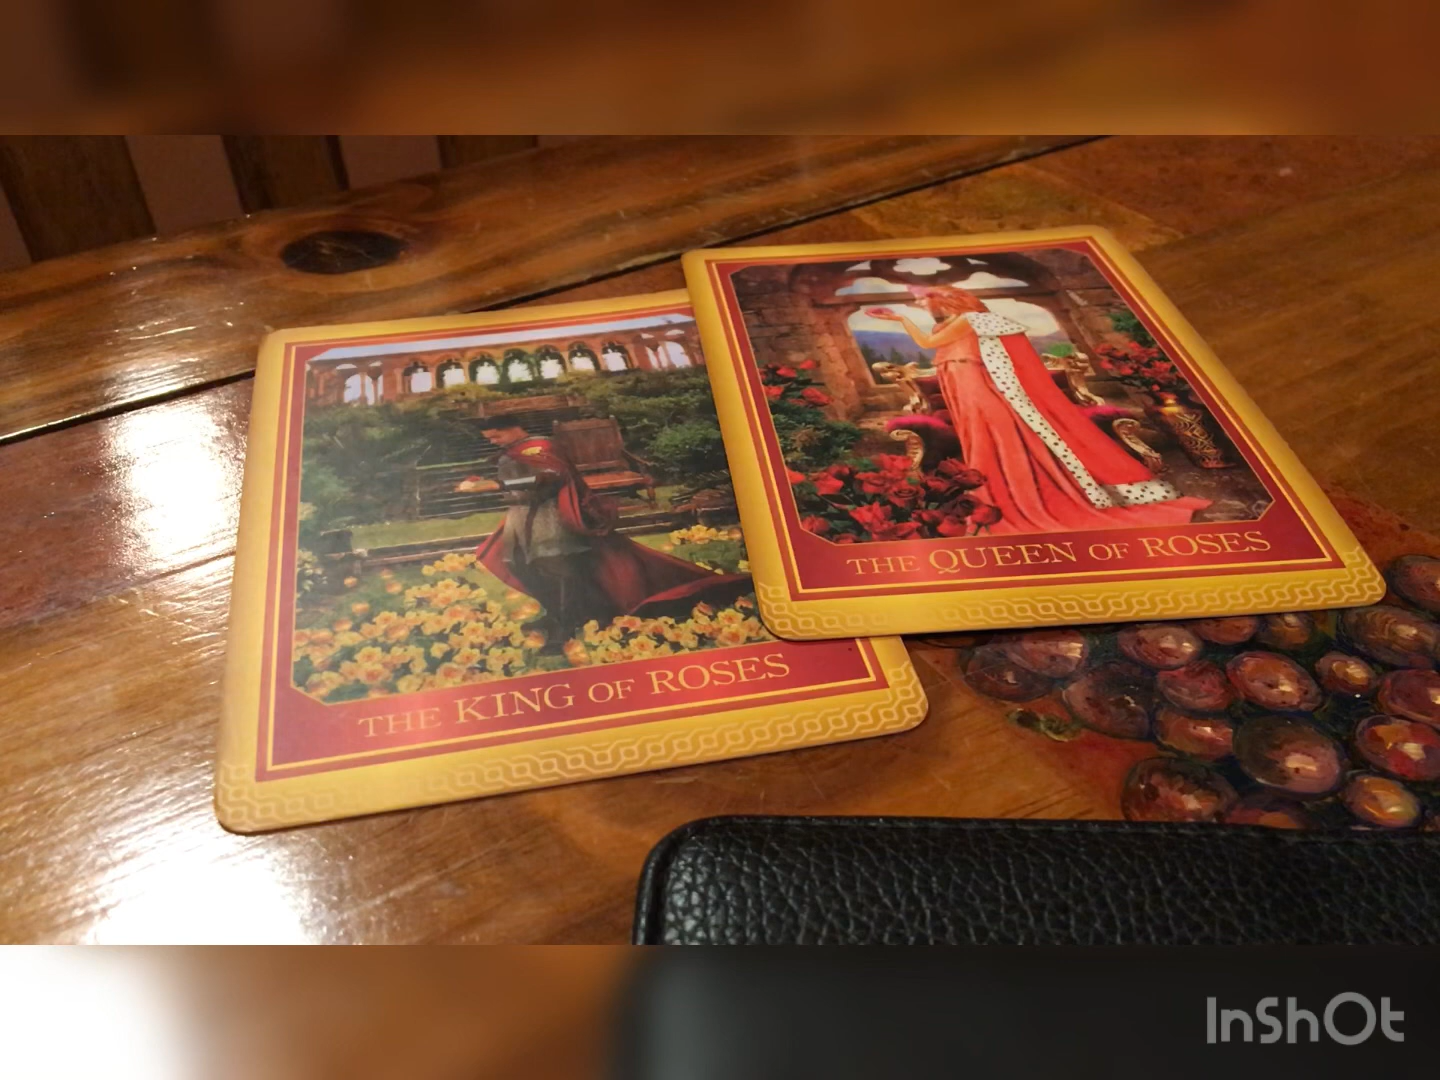 THE KING OF ROSES
THE QUEEN OF ROSES
InShOt